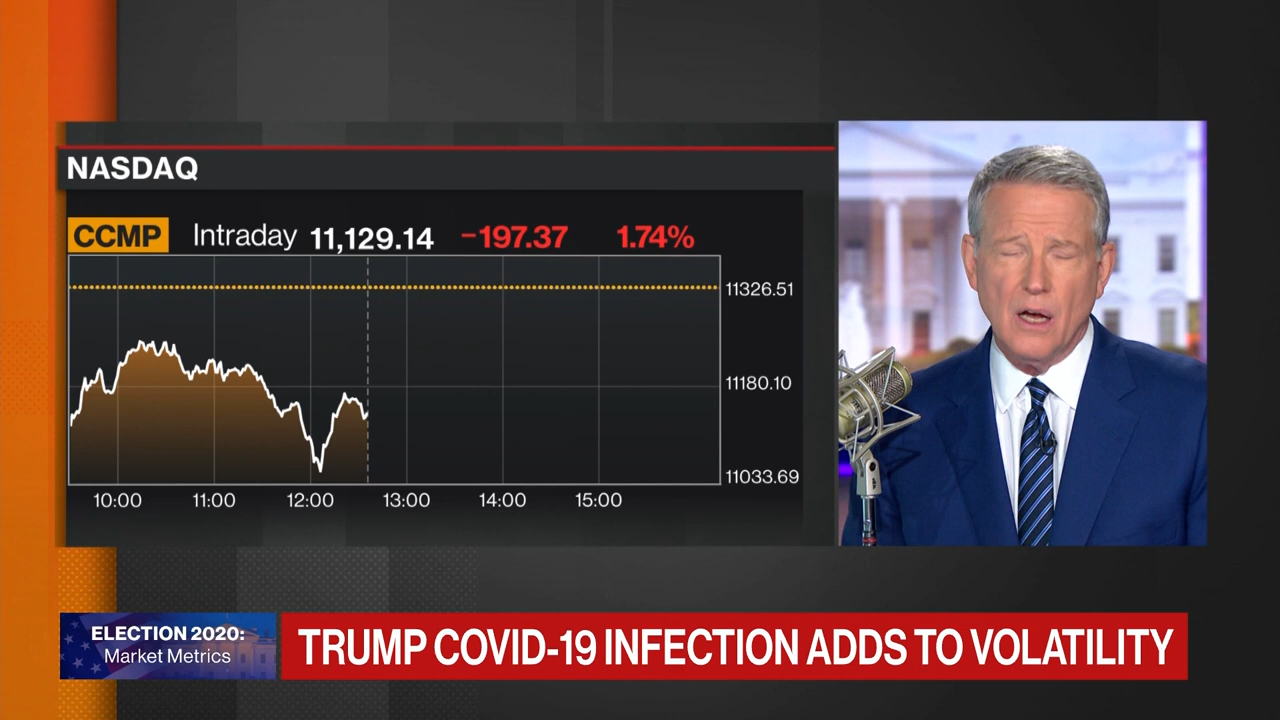 NASDAQ
CCMP Intraday 11,129.14 −197.37 1.74%
11326.51
11180.10
11033.69
10:00 11:00 12:00 13:00 14:00 15:00
ELECTION 2020:
Market Metrics
TRUMP COVID-19 INFECTION ADDS TO VOLATILITY